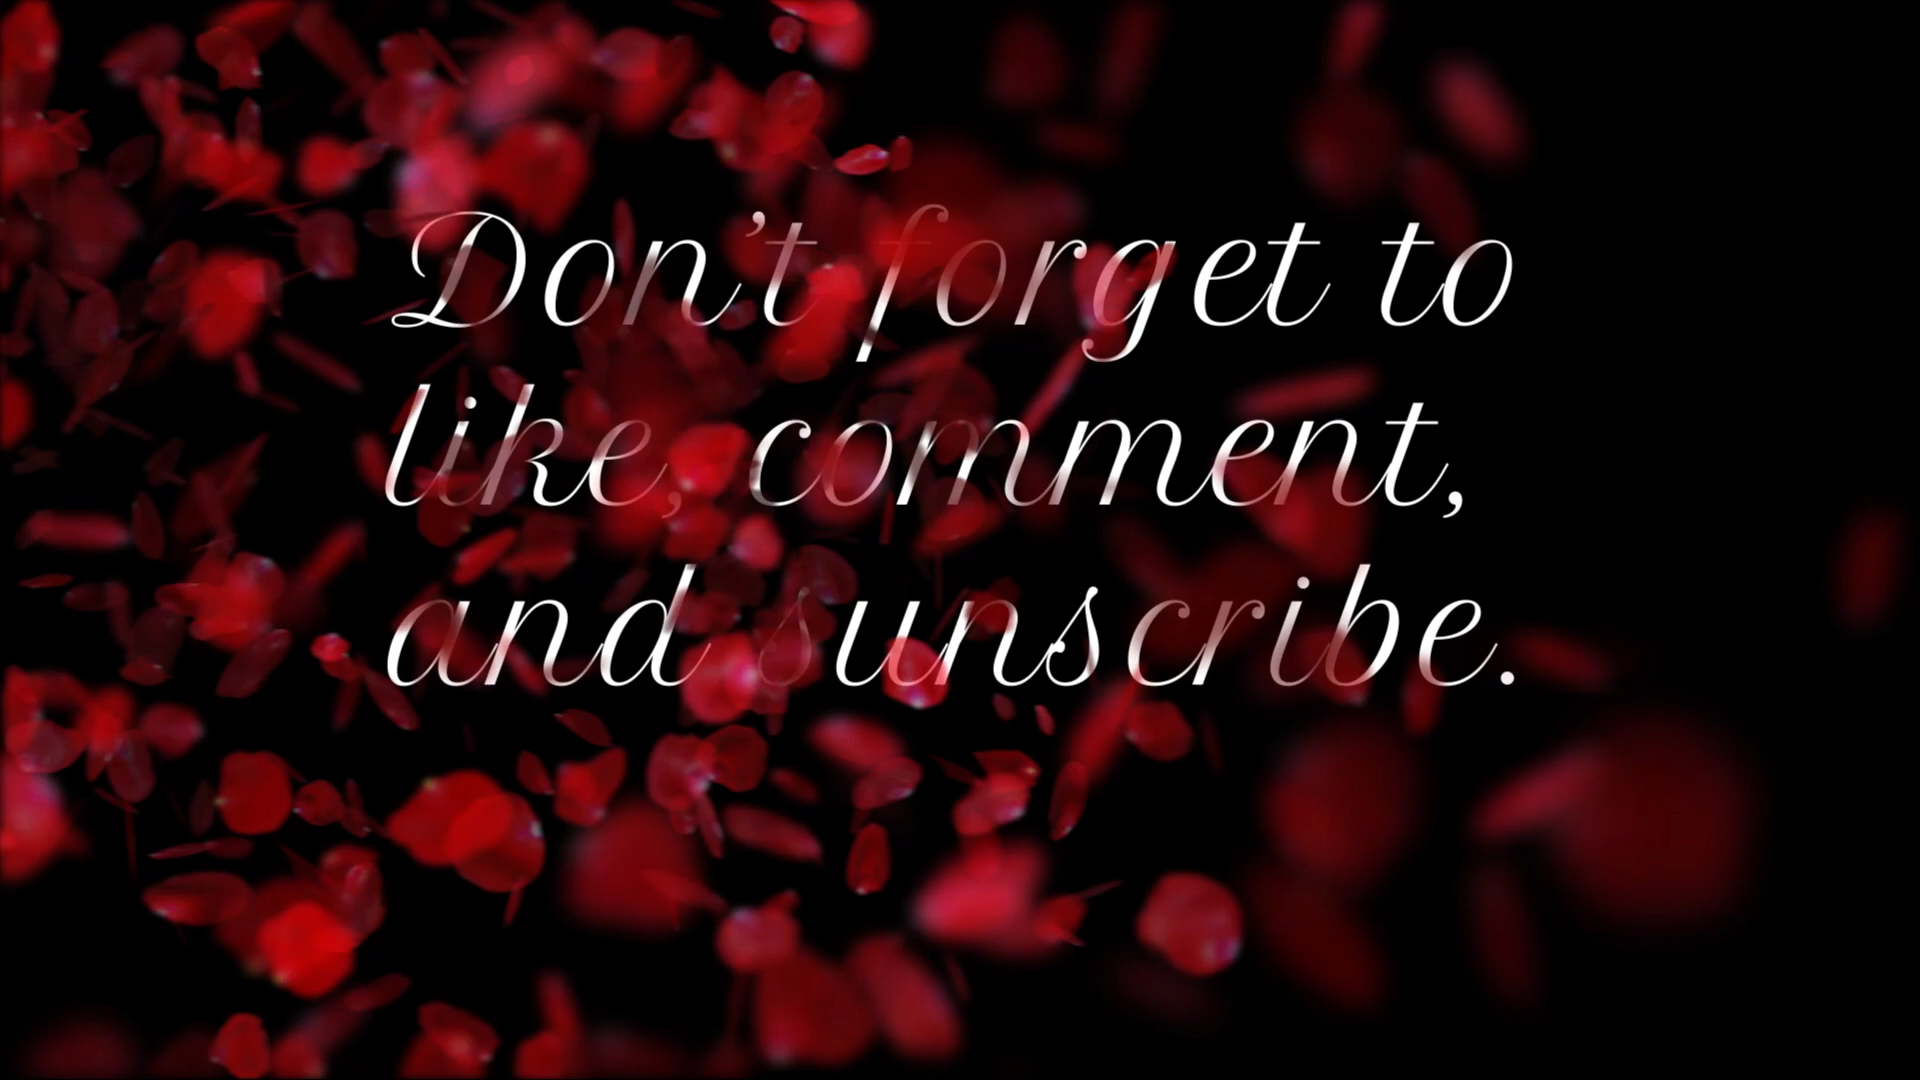 Don't forget to
like, comment,
and sunscribe.